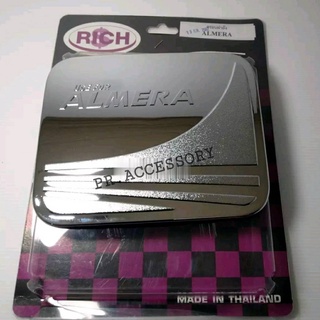 RICH
ALMERA
ALMERA
PR.ACCESSORY
MADE IN THAILAND